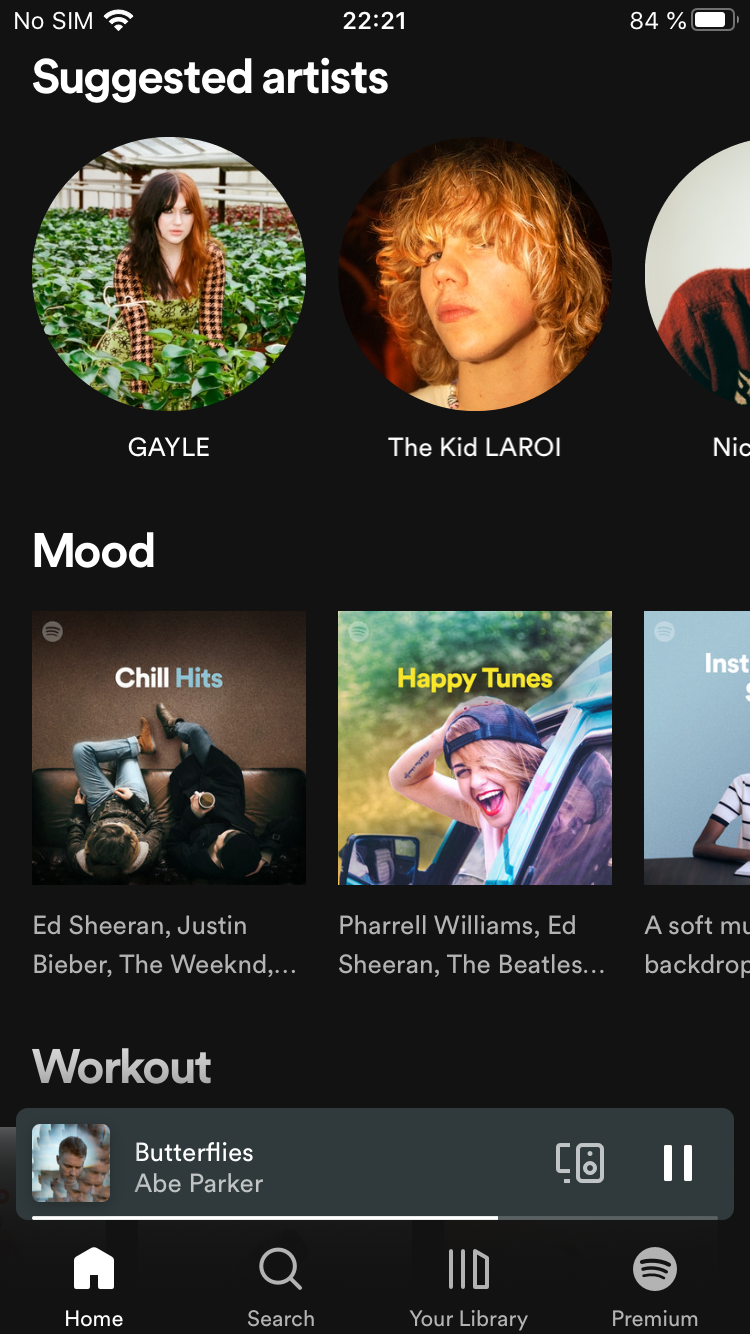 No SIM 22:21 84 %
Suggested artists
GAYLE The Kid LAROI Nic
Mood
Chill Hits Happy Tunes Inst
Ed Sheeran, Justin Pharrell Williams, Ed A soft mu
Bieber, The Weeknd,... Sheeran, The Beatles... backdrop
Workout
Butterflies
Abe Parker
Home Search Your Library Premium